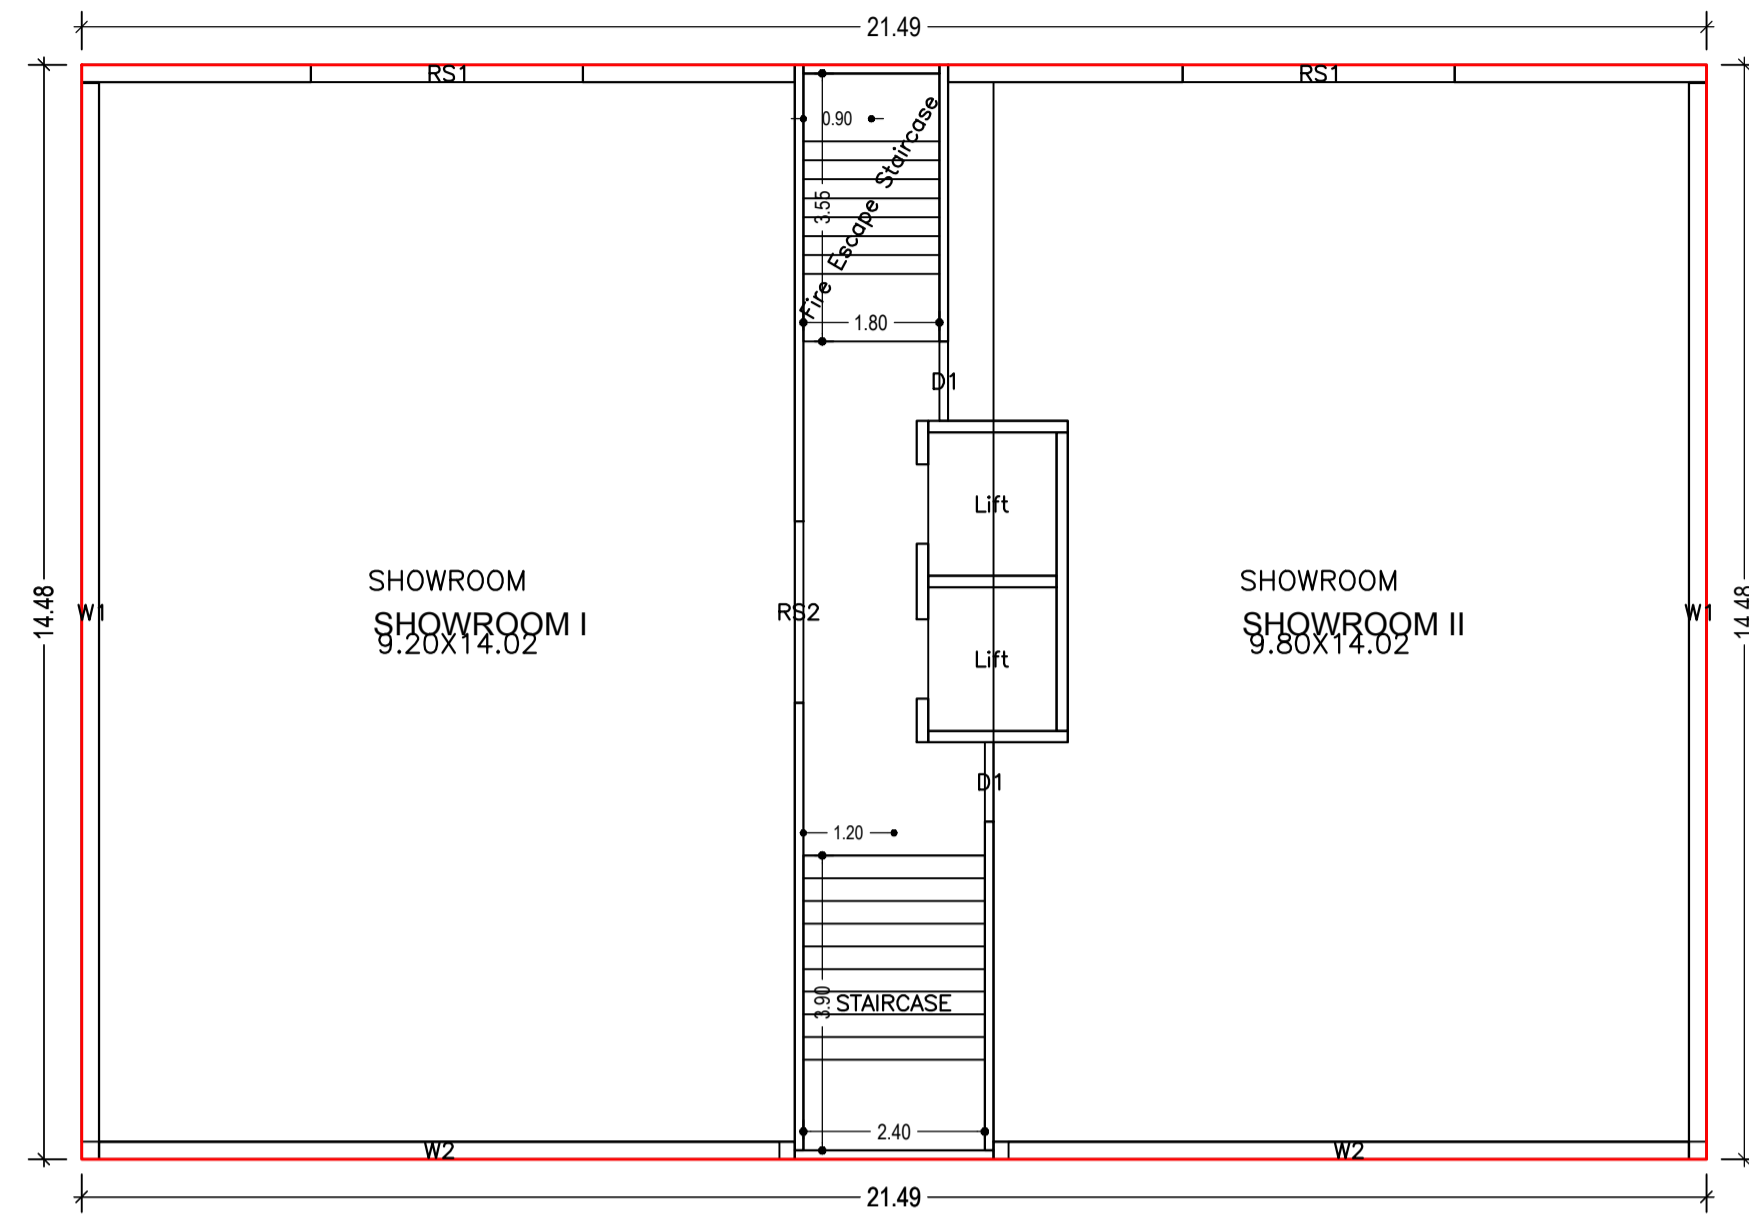 21.49
RS1
RS1
0.90
Fire Escape Staircase
3.55
1.80
D1
Lift
SHOWROOM
SHOWROOM
14.48
W1
SHOWROOM I
9.20X14.02
RS2
SHOWROOM II
9.80X14.02
W1
14.48
Lift
D1
1.20
3.90
STAIRCASE
2.40
W2
W2
21.49